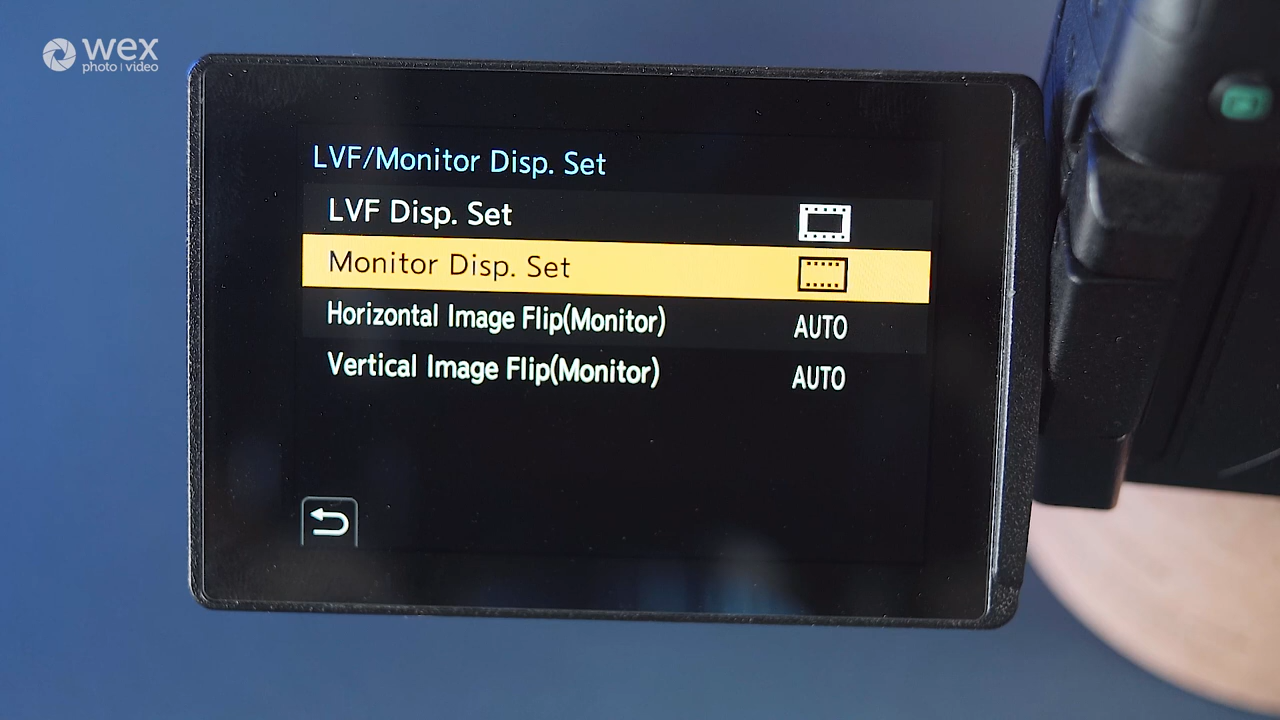 wex
photo | video
LVF/Monitor Disp. Set
LVF Disp. Set
Monitor Disp. Set
Horizontal Image Flip(Monitor) AUTO
Vertical Image Flip(Monitor) AUTO